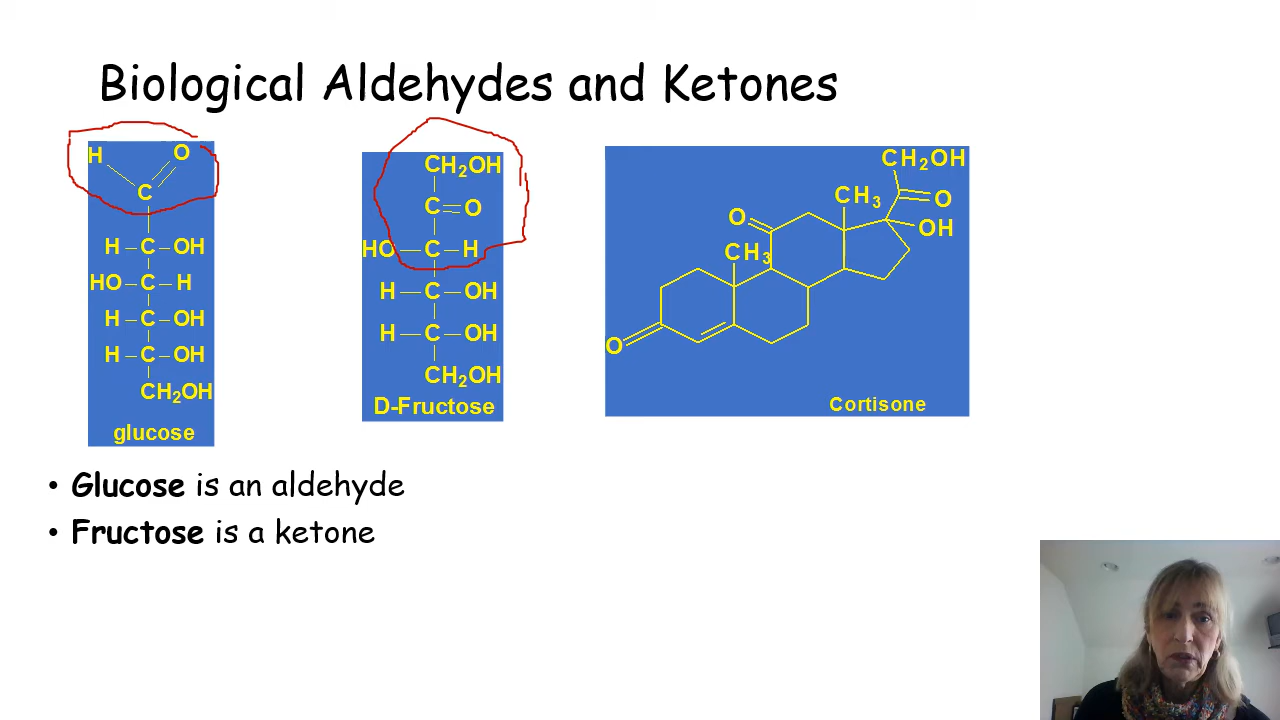 Biological Aldehydes and Ketones
H O
C
H – C – OH
HO – C – H
H – C – OH
H – C – OH
CH₂OH
glucose
CH₂OH
C = O
HO — C — H
H — C — OH
H — C — OH
CH₂OH
D-Fructose
CH₂OH
CH₃ O
O OH
CH₃
O
Cortisone
• Glucose is an aldehyde
• Fructose is a ketone